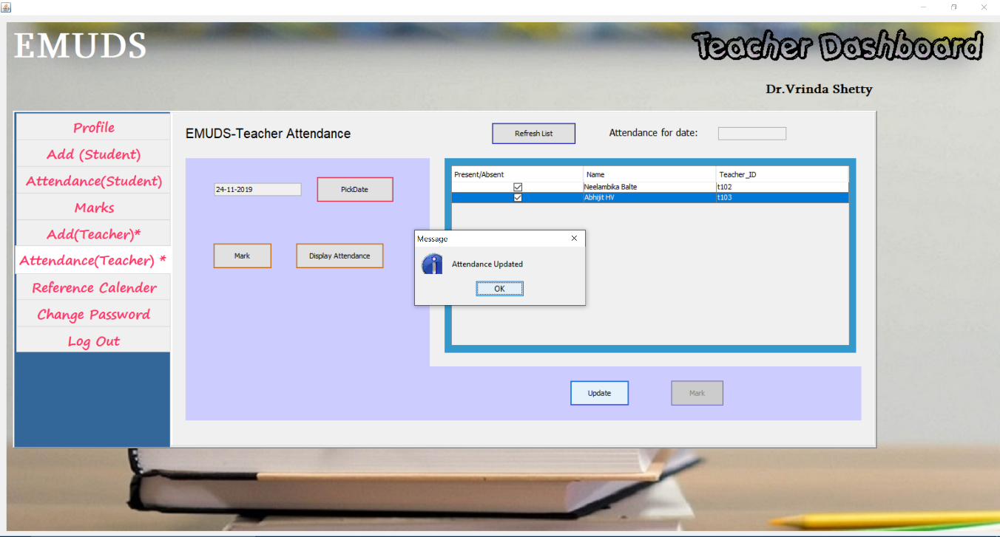 EMUDS
Teacher Dashboard
Dr.Vrinda Shetty
Profile
Add (Student)
Attendance(Student)
Marks
Add(Teacher)*
Attendance(Teacher) *
Reference Calender
Change Password
Log Out
EMUDS-Teacher Attendance
Refresh List
Attendance for date:
24-11-2019
PickDate
Mark
Display Attendance
Present/Absent Name Teacher_ID
Neelambika Balte t102
Abhijit HV t103
Message
Attendance Updated
OK
Update
Mark